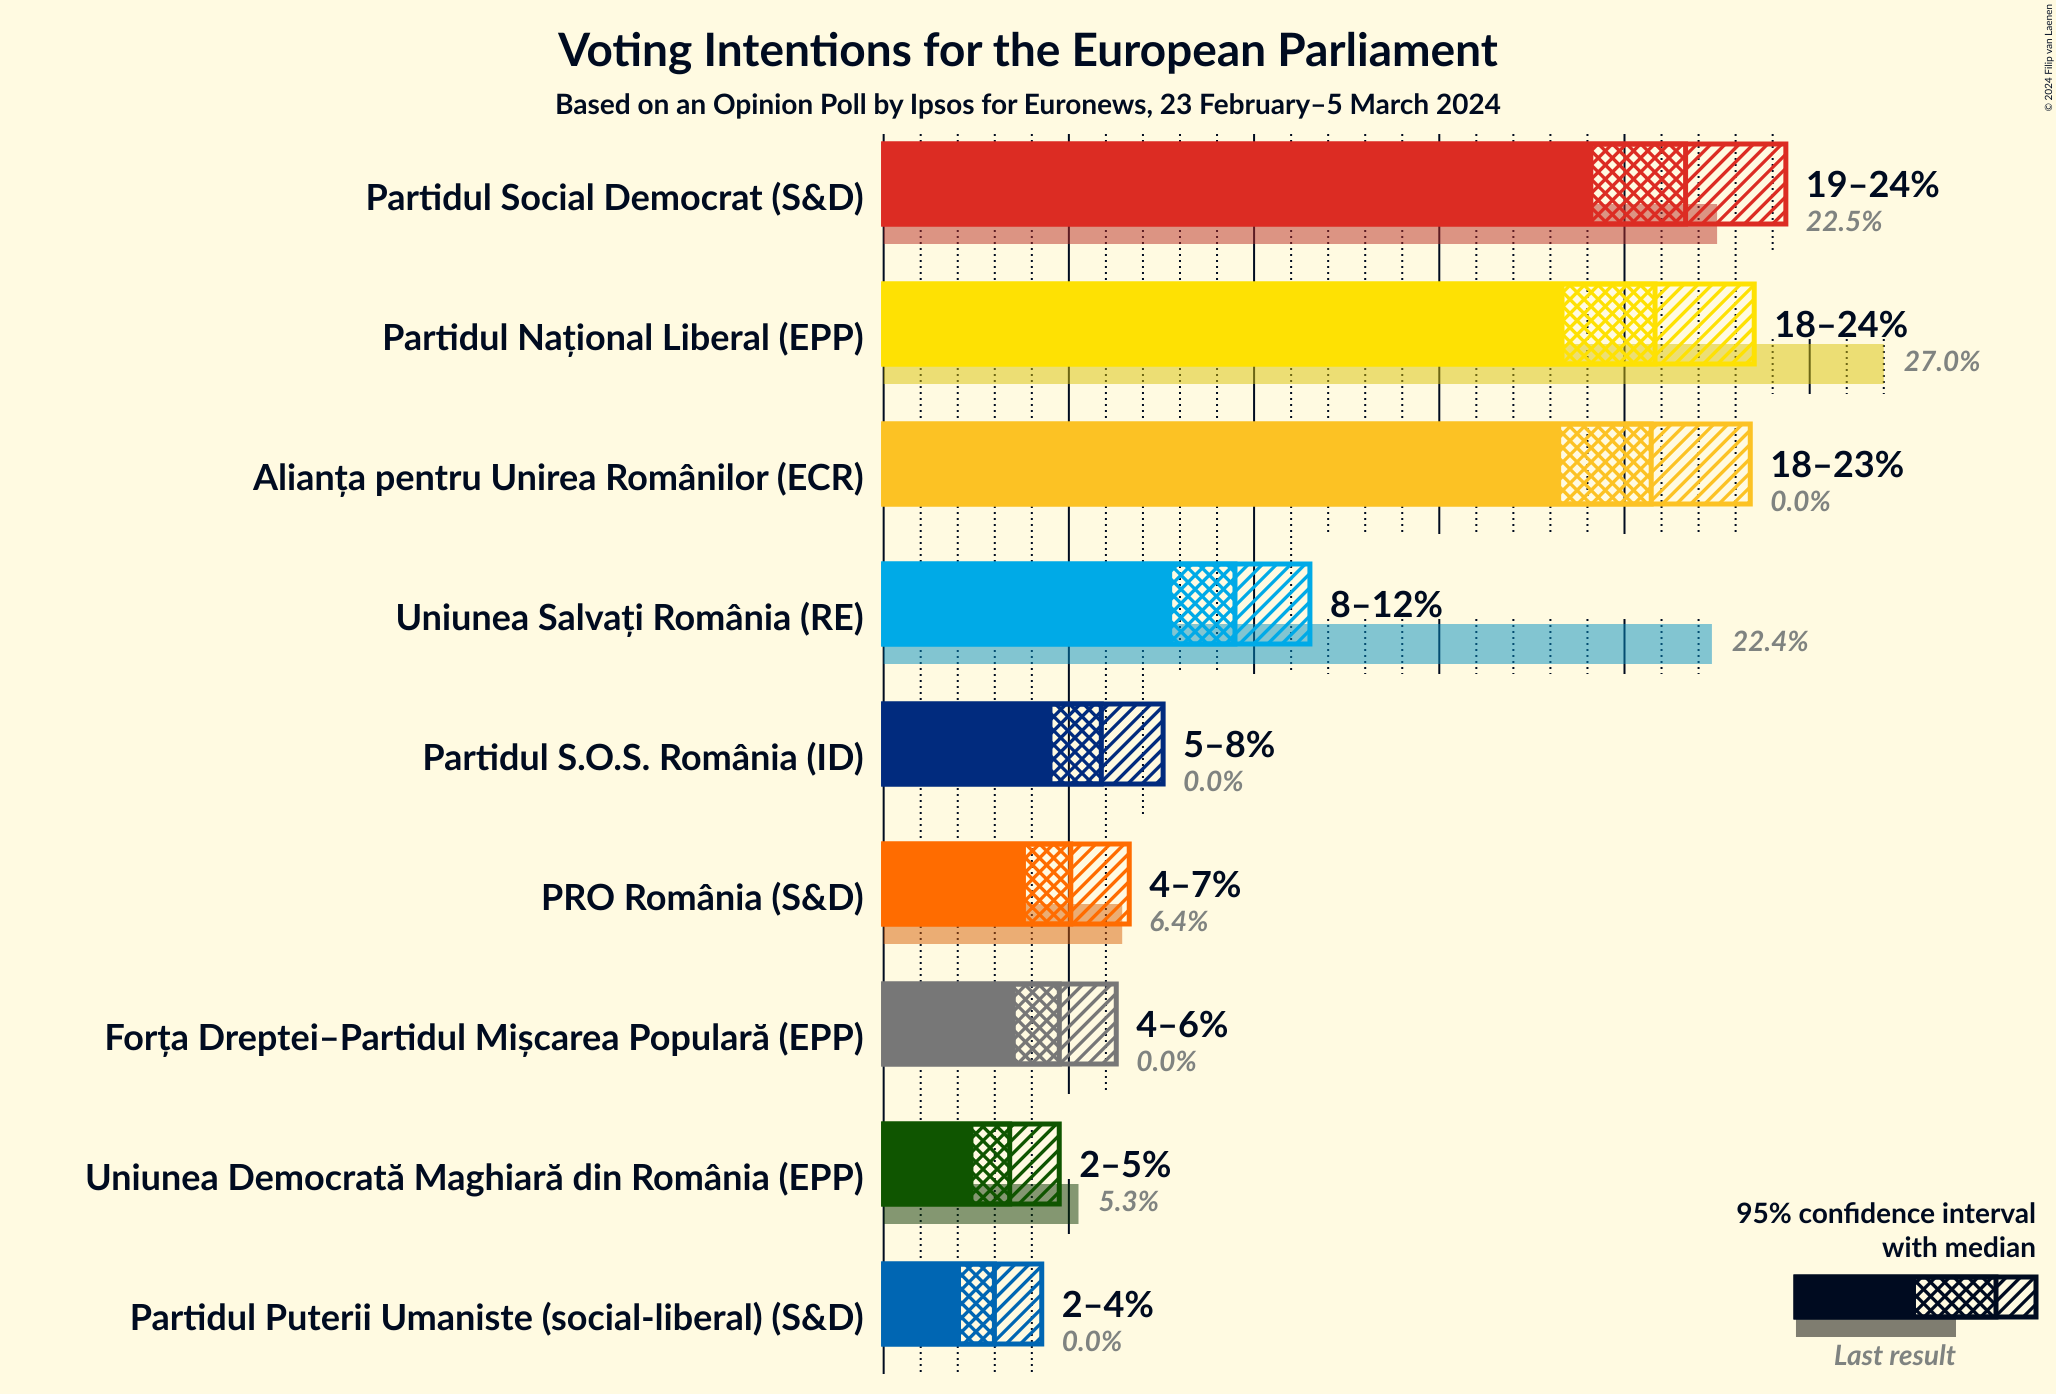 Voting Intentions for the European Parliament
Based on an Opinion Poll by Ipsos for Euronews, 23 February–5 March 2024
© 2024 Filip van Laenen
Partidul Social Democrat (S&D)
19–24%
22.5%
Partidul Național Liberal (EPP)
18–24%
27.0%
Alianța pentru Unirea Românilor (ECR)
18–23%
0.0%
Uniunea Salvați România (RE)
8–12%
22.4%
Partidul S.O.S. România (ID)
5–8%
0.0%
PRO România (S&D)
4–7%
6.4%
Forța Dreptei–Partidul Mișcarea Populară (EPP)
4–6%
0.0%
Uniunea Democrată Maghiară din România (EPP)
2–5%
5.3%
Partidul Puterii Umaniste (social-liberal) (S&D)
2–4%
0.0%
95% confidence interval
with median
Last result